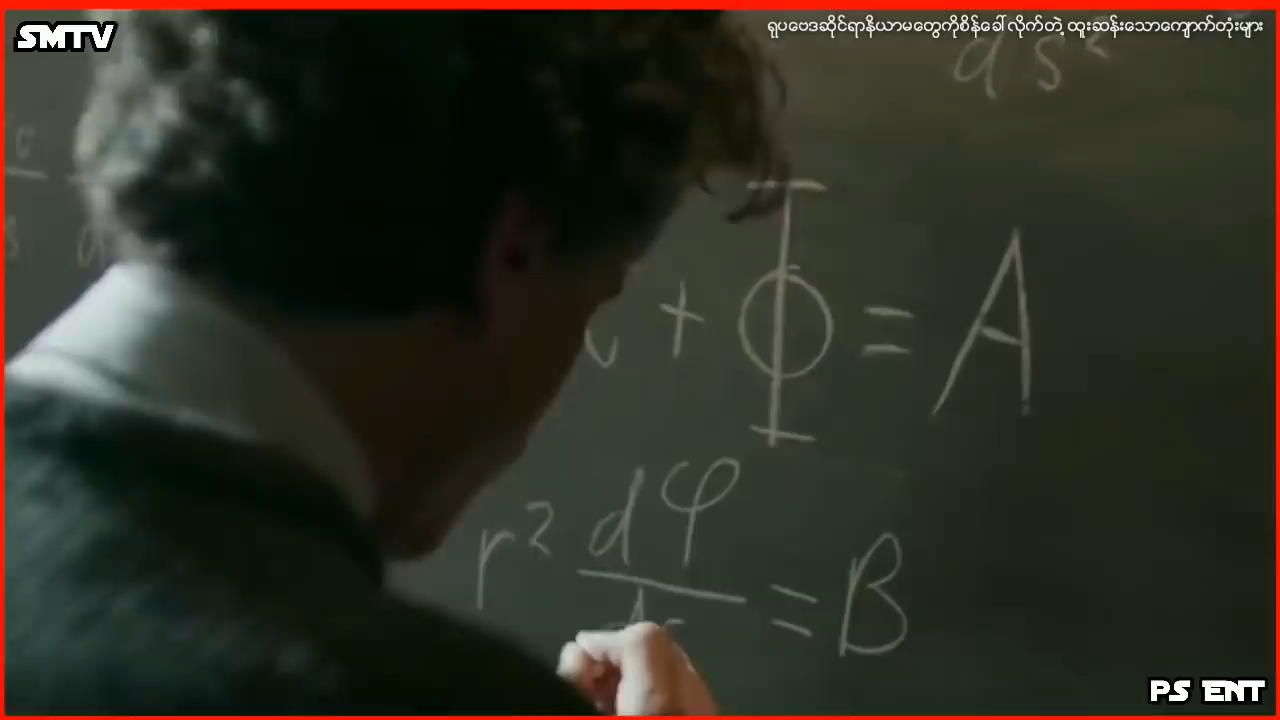 SMTV
ရုပဗေဒဆိုင်ရာနိယာမတွေကိုစိန်ခေါ်လိုက်တဲ့ ထူးဆန်းသောကျောက်တုံးများ
ds²
+ Φ = A
r² dφ = B
PS ENT